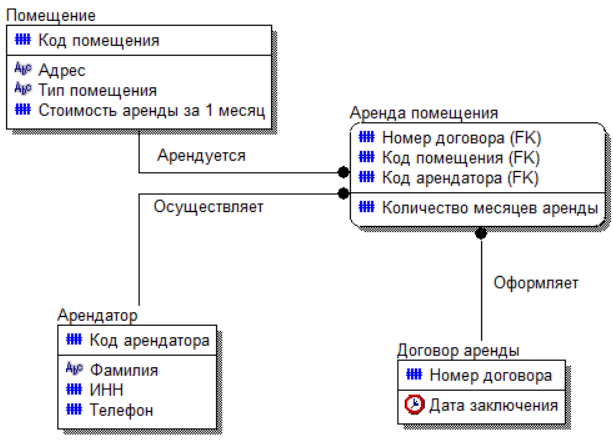 Помещение
Код помещения
Адрес
Тип помещения
Стоимость аренды за 1 месяц
Арендуется
Аренда помещения
Номер договора (FK)
Код помещения (FK)
Код арендатора (FK)
Количество месяцев аренды
Осуществляет
Оформляет
Арендатор
Код арендатора
Фамилия
ИНН
Телефон
Договор аренды
Номер договора
Дата заключения